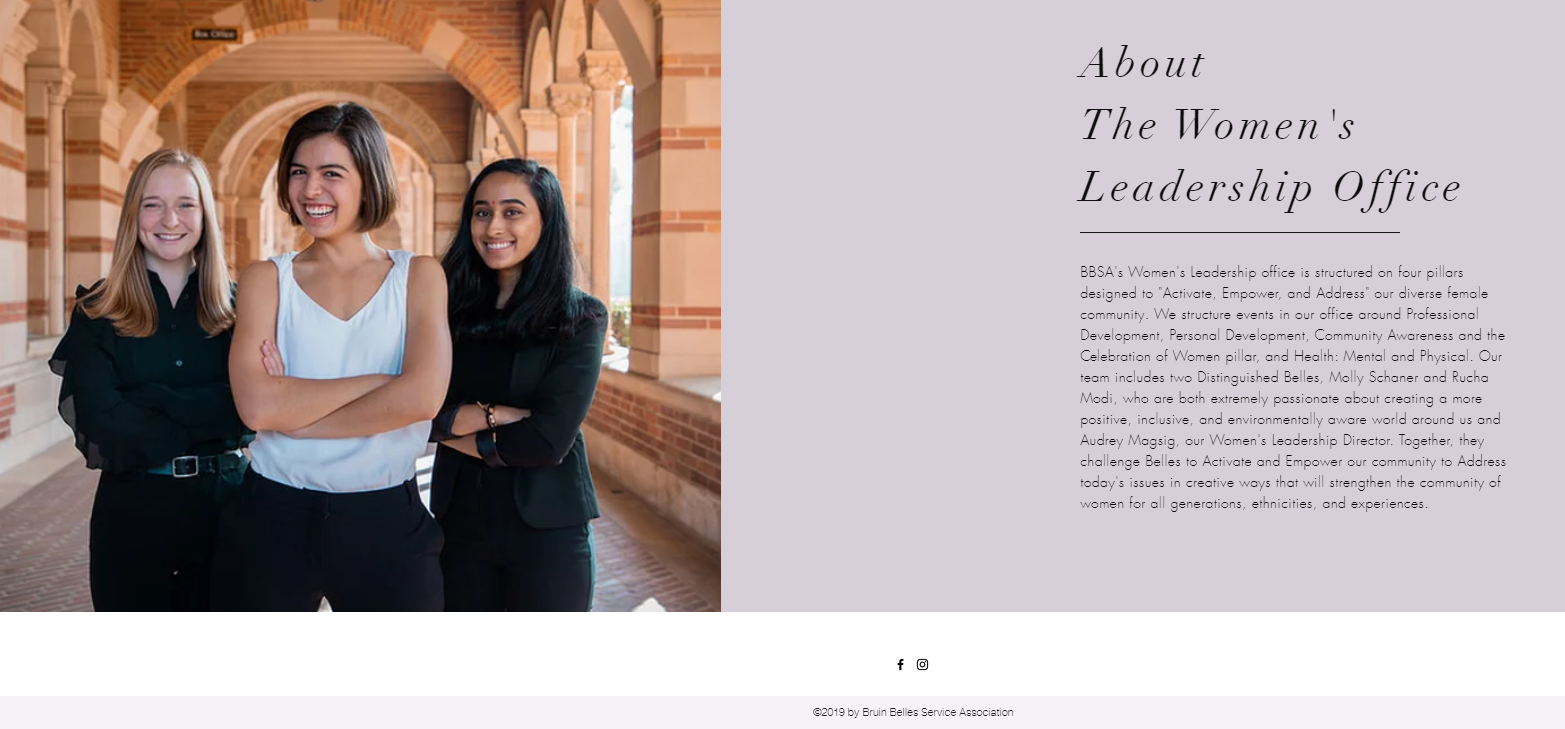 Box Office
About
The Women's
Leadership Office
BBSA's Women's Leadership office is structured on four pillars
designed to "Activate, Empower, and Address" our diverse female
community. We structure events in our office around Professional
Development, Personal Development, Community Awareness and the
Celebration of Women pillar, and Health: Mental and Physical. Our
team includes two Distinguished Belles, Molly Schaner and Rucha
Modi, who are both extremely passionate about creating a more
positive, inclusive, and environmentally aware world around us and
Audrey Magsig, our Women's Leadership Director. Together, they
challenge Belles to Activate and Empower our community to Address
today's issues in creative ways that will strengthen the community of
women for all generations, ethnicities, and experiences.
©2019 by Bruin Belles Service Association